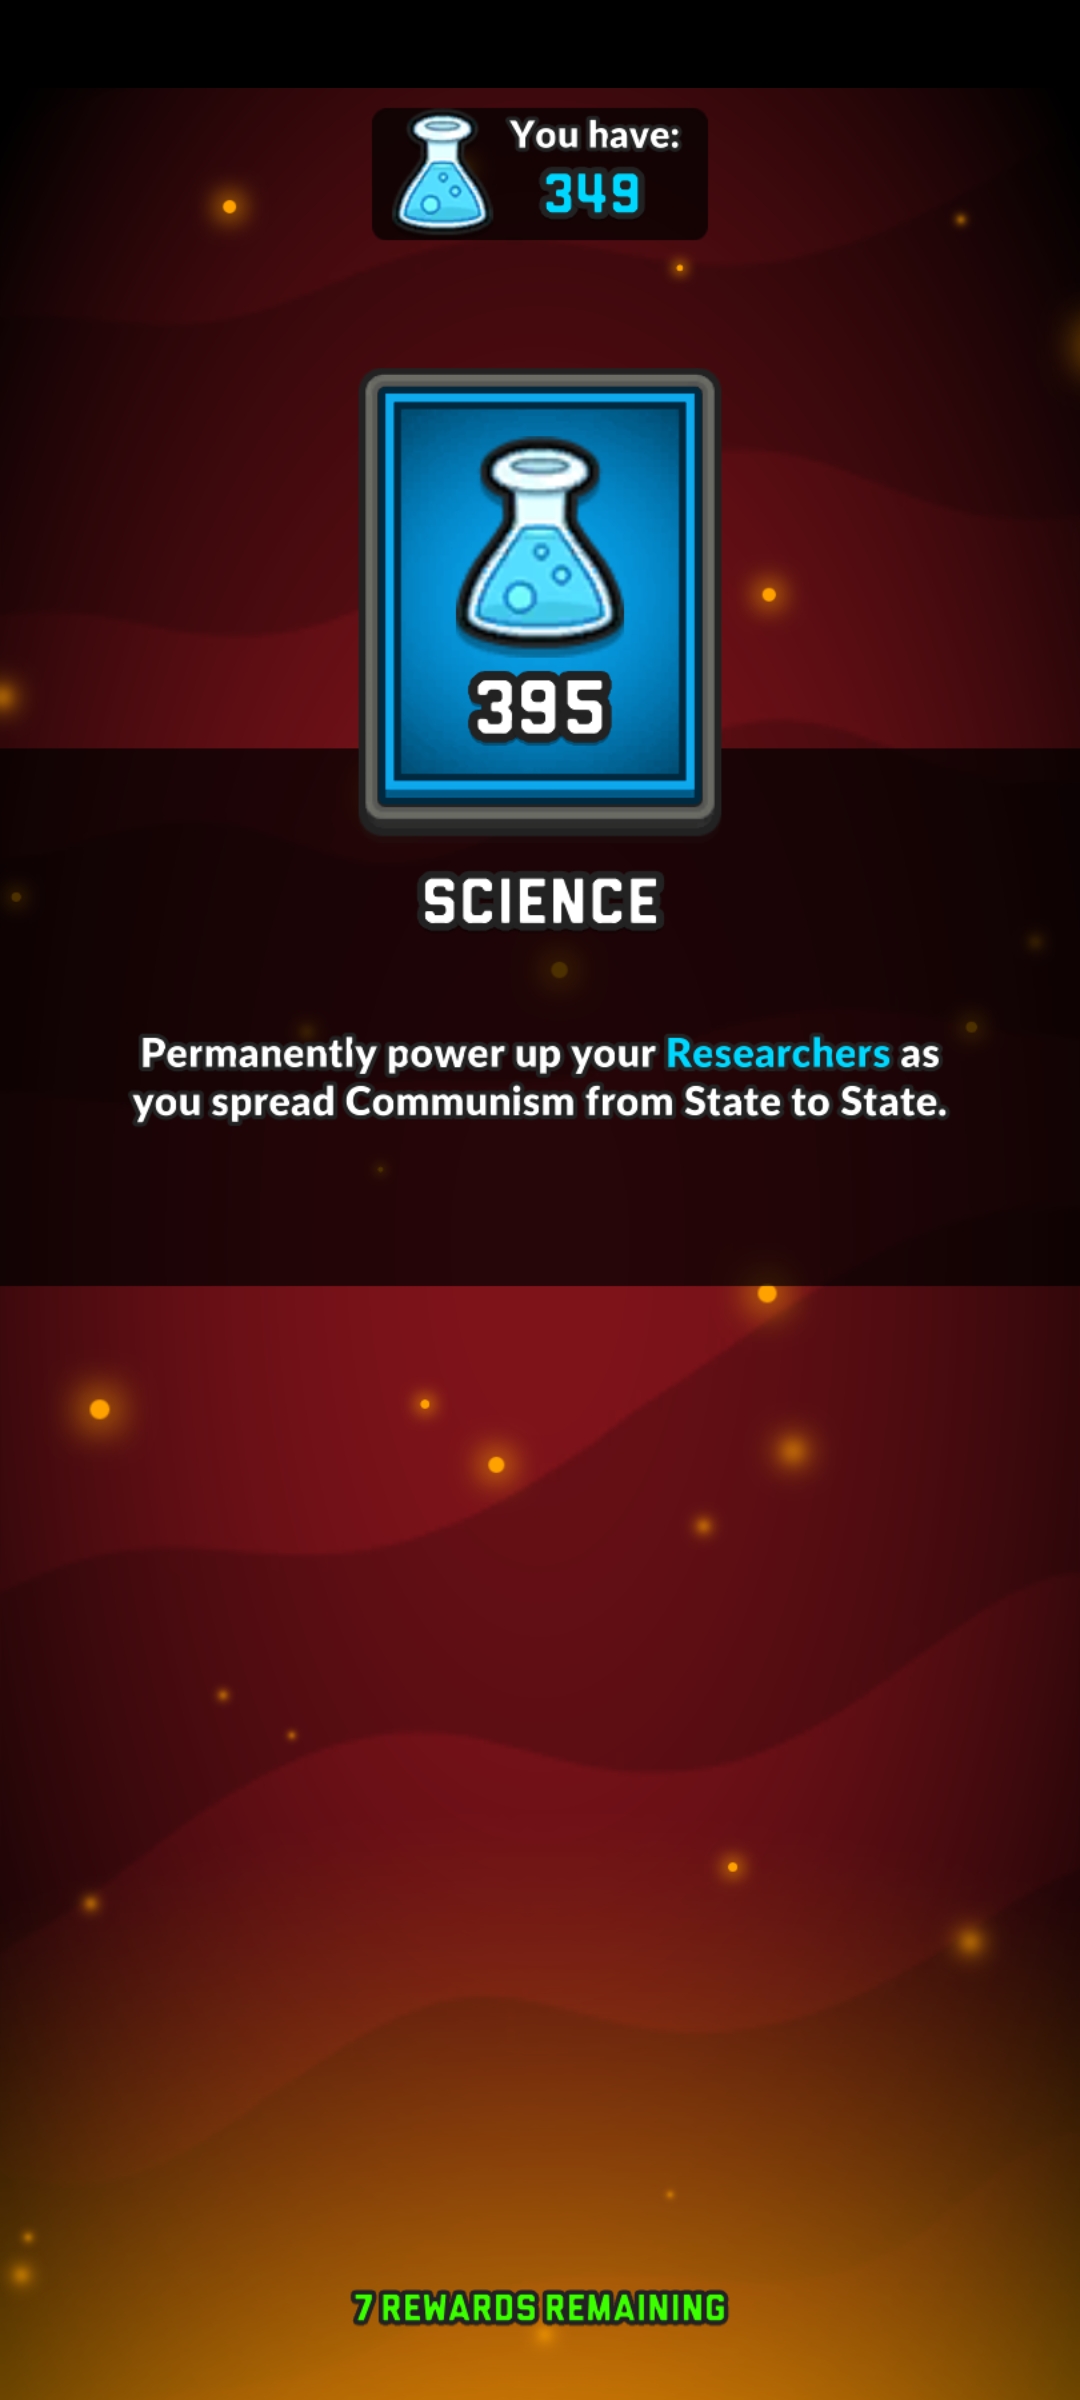 You have:
349
395
SCIENCE
Permanently power up your Researchers as
you spread Communism from State to State.
7 REWARDS REMAINING